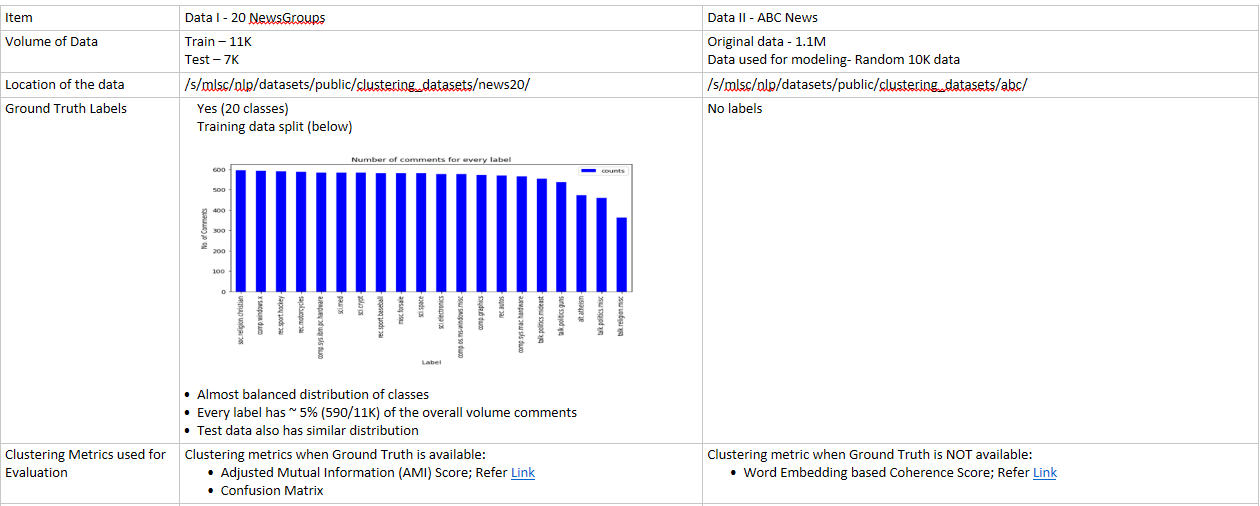 Item
Data I - 20 NewsGroups
Data II - ABC News
Volume of Data
Train – 11K
Test – 7K
Original data - 1.1M
Data used for modeling- Random 10K data
Location of the data
/s/mlsc/nlp/datasets/public/clustering_datasets/news20/
/s/mlsc/nlp/datasets/public/clustering_datasets/abc/
Ground Truth Labels
Yes (20 classes)
Training data split (below)
No labels
Number of comments for every label
counts
No. of Comments
600
500
400
300
200
100
0
soc.religion.christian
comp.windows.x
rec.sport.hockey
rec.motorcycles
comp.sys.ibm.pc.hardware
sci.med
sci.crypt
rec.sport.baseball
misc.forsale
sci.space
sci.electronics
comp.os.ms-windows.misc
comp.graphics
rec.autos
comp.sys.mac.hardware
talk.politics.mideast
talk.politics.guns
alt.atheism
talk.politics.misc
talk.religion.misc
Label
• Almost balanced distribution of classes
• Every label has ~ 5% (590/11K) of the overall volume comments
• Test data also has similar distribution
Clustering Metrics used for
Evaluation
Clustering metrics when Ground Truth is available:
• Adjusted Mutual Information (AMI) Score; Refer Link
• Confusion Matrix
Clustering metric when Ground Truth is NOT available:
• Word Embedding based Coherence Score; Refer Link